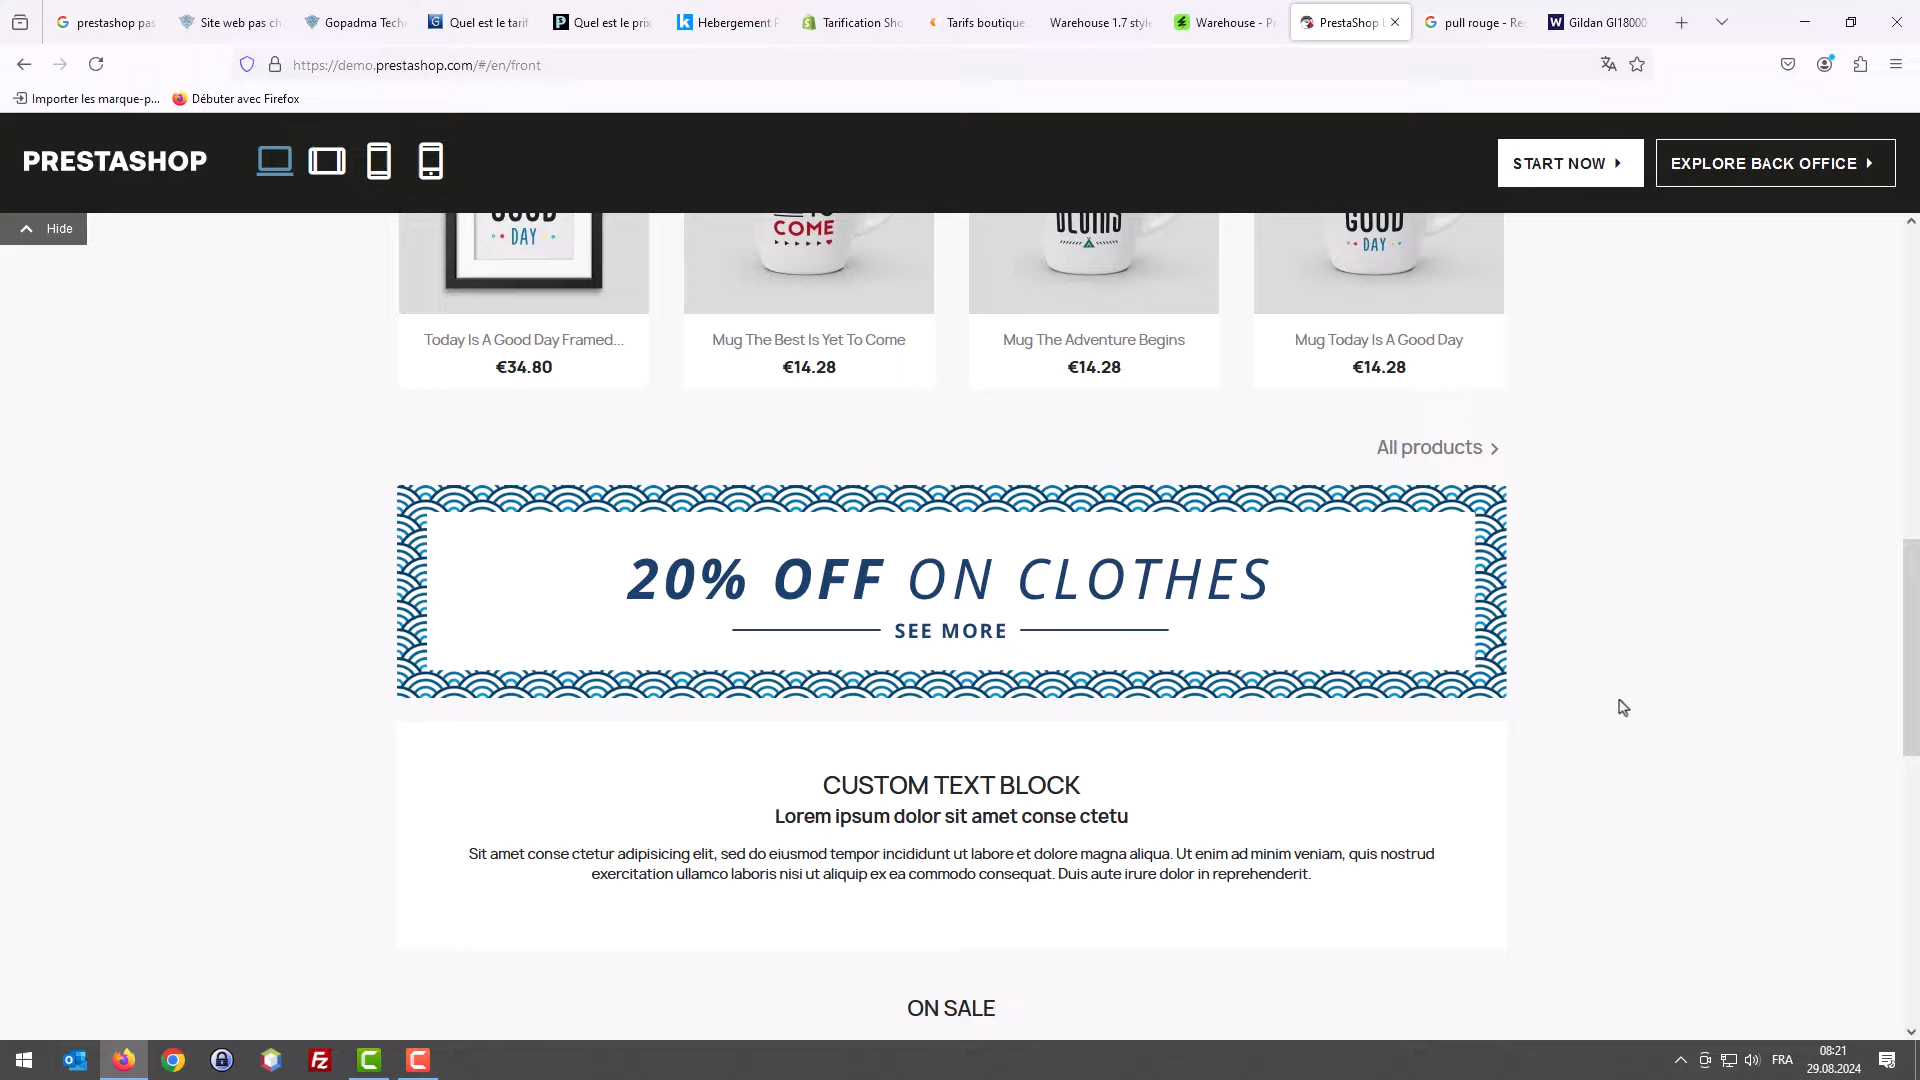 prestashop pas
Site web pas ch
Gopadma Tech
Quel est le tarif
Quel est le prix
Hebergement P
Tarification Sho
Tarifs boutique
Warehouse 1.7 style
Warehouse - Pr
PrestaShop L
pull rouge - Re
Gildan GI18000
https://demo.prestashop.com/#/en/front
Importer les marque-p...
Débuter avec Firefox
PRESTASHOP
START NOW
EXPLORE BACK OFFICE
Hide
GOOD
DAY
TO
COME
BEGINS
GOOD
DAY
Today Is A Good Day Framed...
Mug The Best Is Yet To Come
Mug The Adventure Begins
Mug Today Is A Good Day
€34.80
€14.28
€14.28
€14.28
All products
20% OFF ON CLOTHES
SEE MORE
CUSTOM TEXT BLOCK
Lorem ipsum dolor sit amet conse ctetu
Sit amet conse ctetur adipisicing elit, sed do eiusmod tempor incididunt ut labore et dolore magna aliqua. Ut enim ad minim veniam, quis nostrud
exercitation ullamco laboris nisi ut aliquip ex ea commodo consequat. Duis aute irure dolor in reprehenderit.
ON SALE
FRA
08:21
29.08.2024